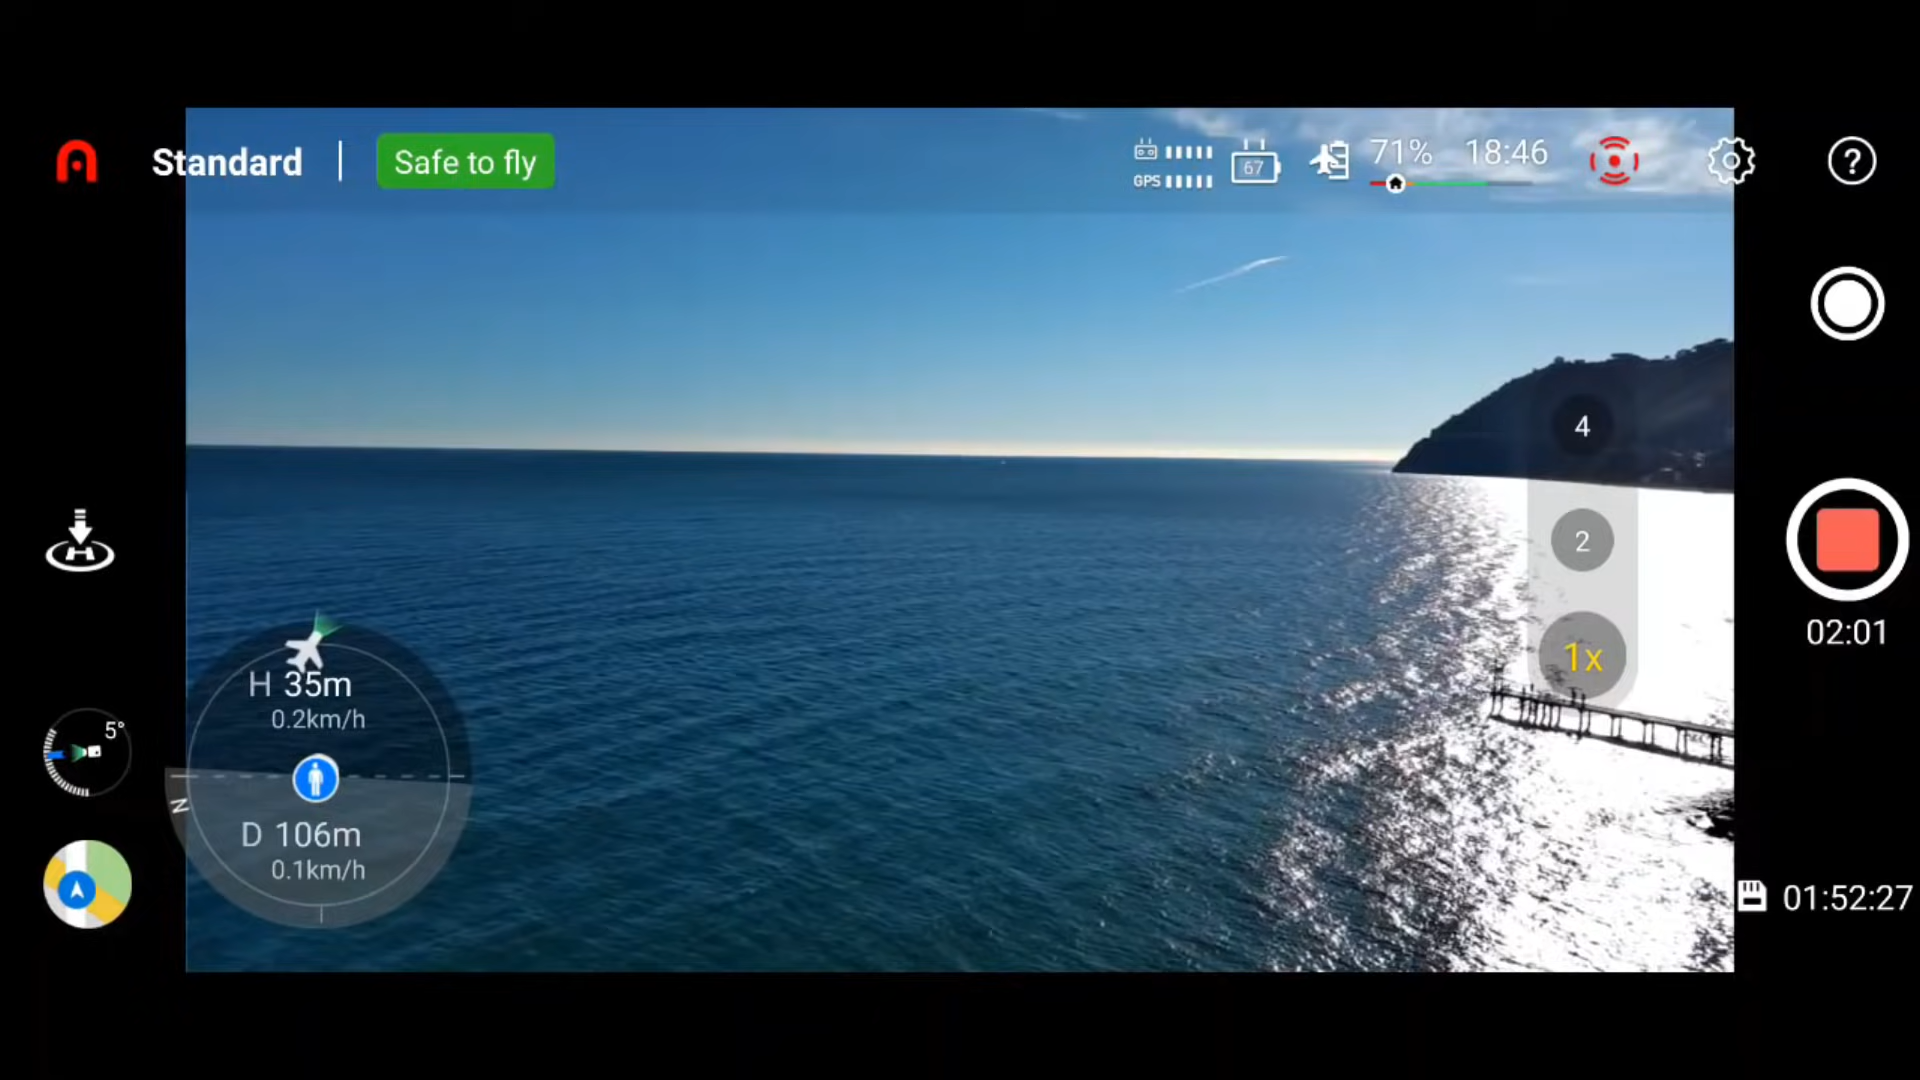 Standard
Safe to fly
GPS
67
71%
18:46
?
4
2
1x
02:01
H 35m
0.2km/h
5°
N
D 106m
0.1km/h
01:52:27